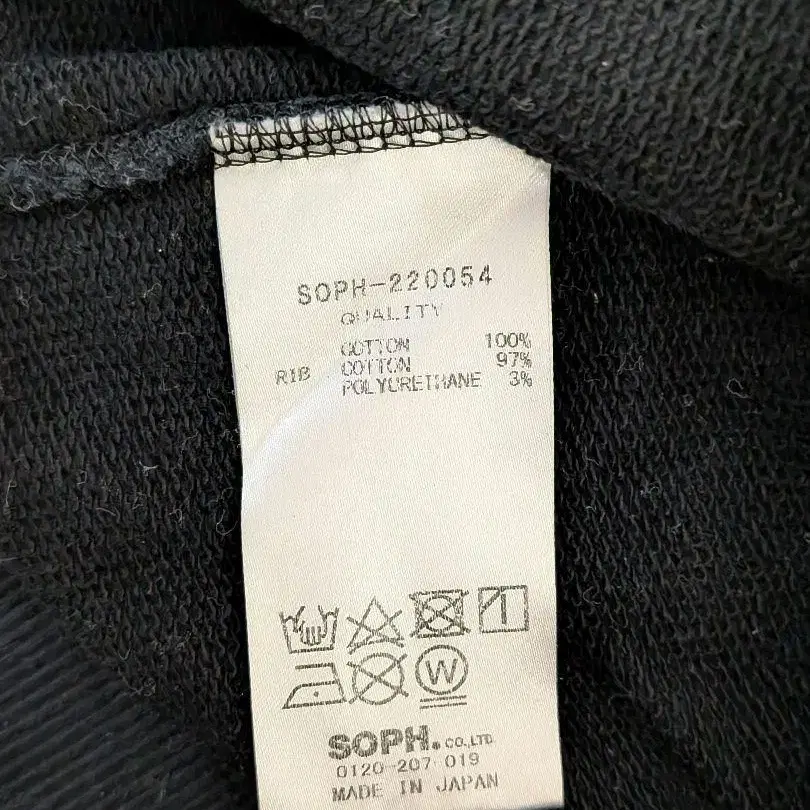 SOPH-220054
QUALITY
COTTON 100%
RIB COTTON 97%
POLYURETHANE 3%
W
SOPH. CO.,LTD.
0120-207-019
MADE IN JAPAN